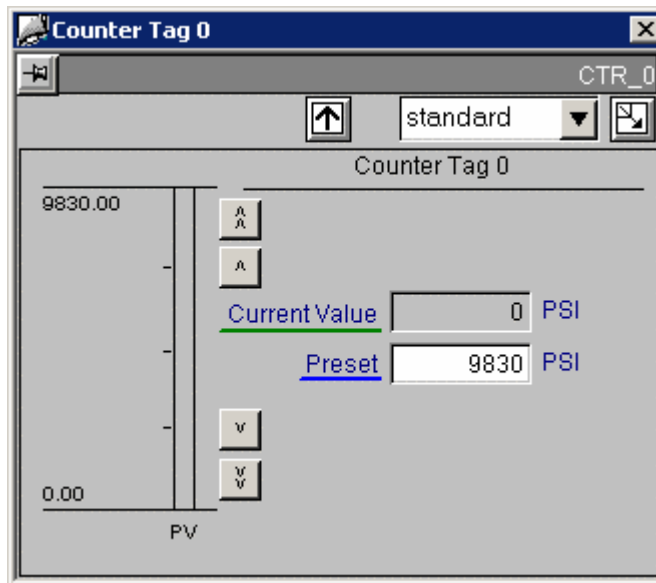 Counter Tag 0
CTR_0
standard
Counter Tag 0
9830.00
Current Value 0 PSI
Preset 9830 PSI
0.00
PV